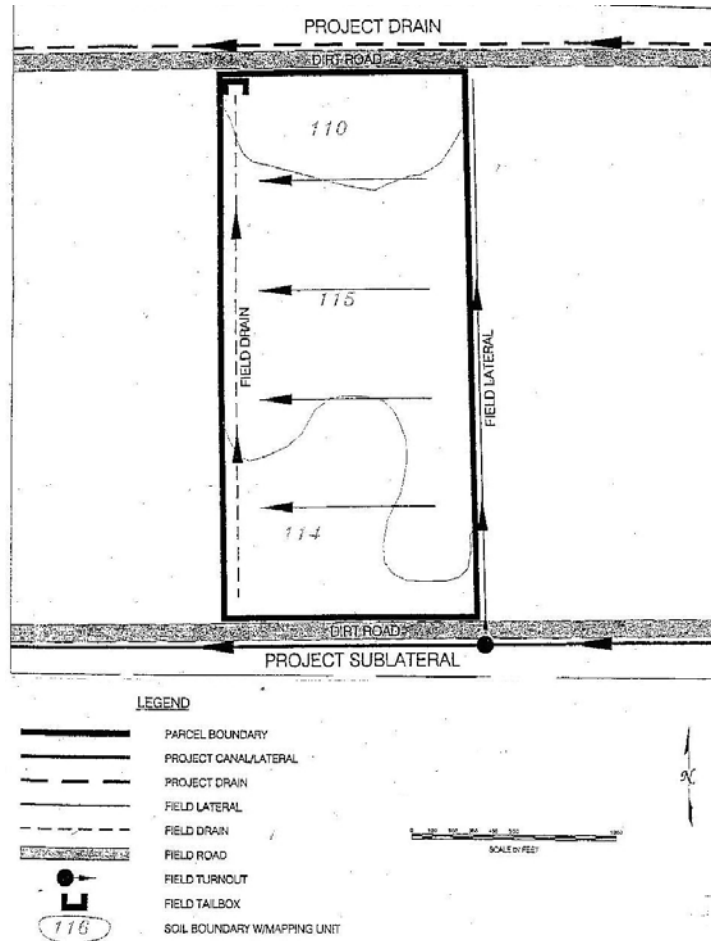 PROJECT DRAIN
DIRT ROAD
110
115
FIELD DRAIN
FIELD LATERAL
114
DIRT ROAD
PROJECT SUBLATERAL
LEGEND
PARCEL BOUNDARY
PROJECT CANAL/LATERAL
PROJECT DRAIN
FIELD LATERAL
FIELD DRAIN
FIELD ROAD
FIELD TURNOUT
FIELD TAILBOX
116 SOIL BOUNDARY W/MAPPING UNIT
N
SCALE IN FEET